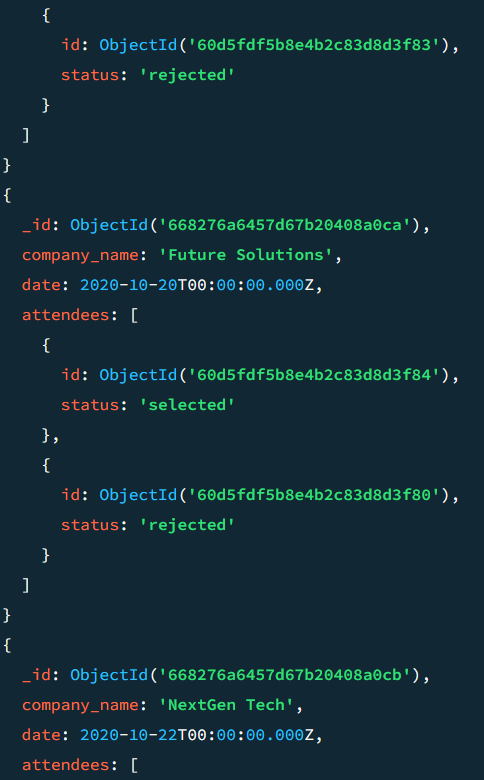 {
id: ObjectId('60d5fdf5b8e4b2c83d8d3f83'),
status: 'rejected'
}
]
}
{
_id: ObjectId('668276a6457d67b20408a0ca'),
company_name: 'Future Solutions',
date: 2020-10-20T00:00:00.000Z,
attendees: [
{
id: ObjectId('60d5fdf5b8e4b2c83d8d3f84'),
status: 'selected'
},
{
id: ObjectId('60d5fdf5b8e4b2c83d8d3f80'),
status: 'rejected'
}
]
}
{
_id: ObjectId('668276a6457d67b20408a0cb'),
company_name: 'NextGen Tech',
date: 2020-10-22T00:00:00.000Z,
attendees: [